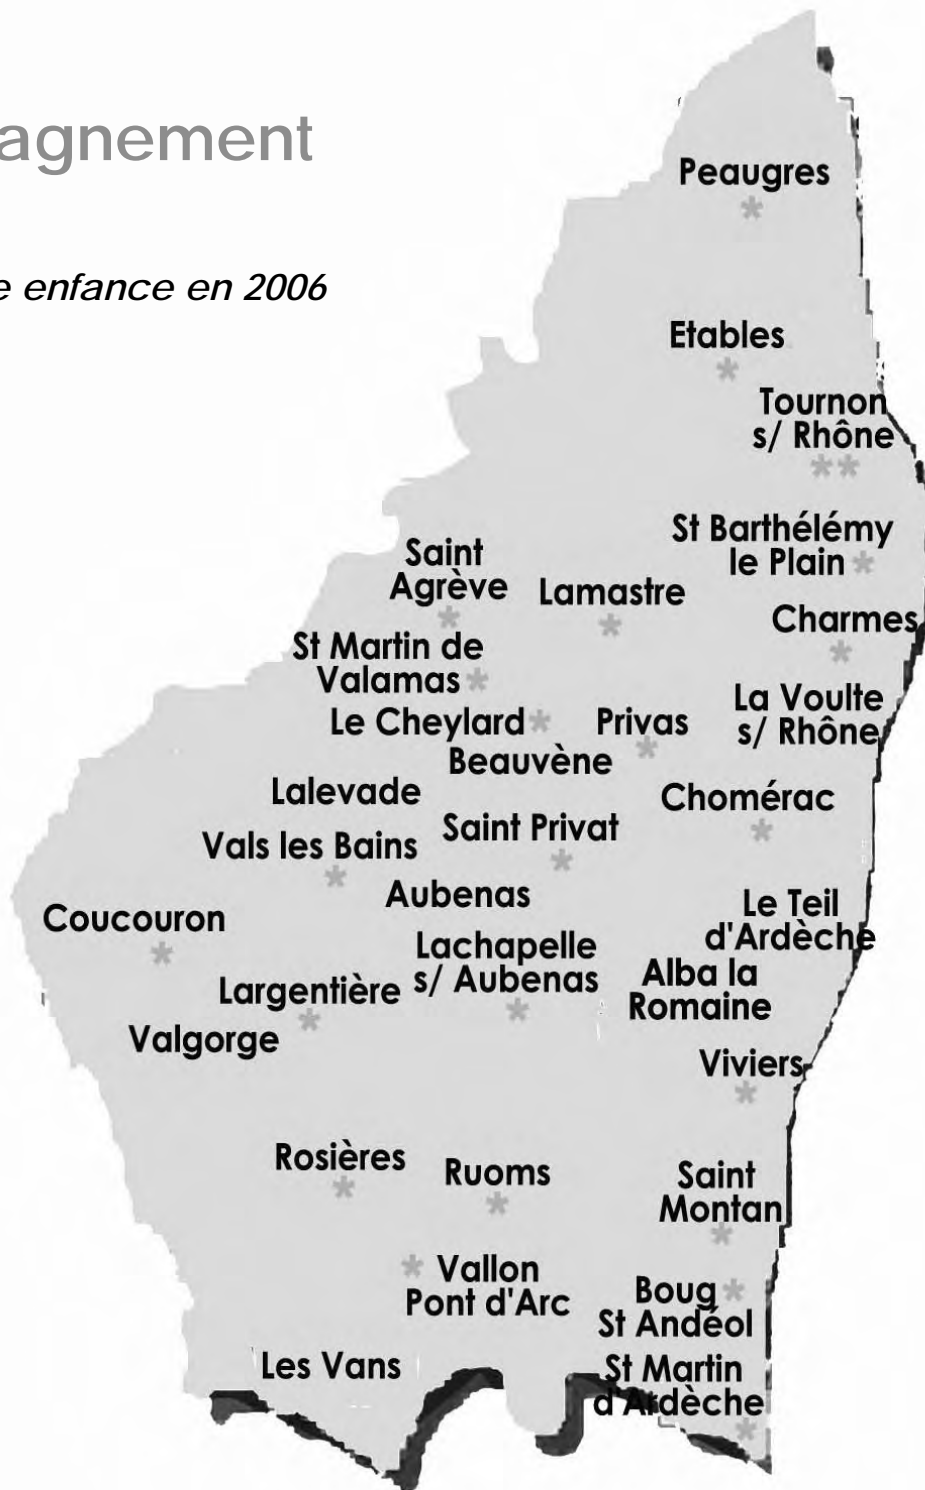 agnement
e enfance en 2006
Peaugres
*
Etables
*
Tournon
s/ Rhône
**
St Barthélémy
le Plain *
Saint
Agrève
*
Lamastre
*
Charmes
*
St Martin de
Valamas *
La Voulte
s/ Rhône
Le Cheylard *
Privas
*
Beauvène
Lalevade
Chomérac
*
Saint Privat
*
Vals les Bains
*
Aubenas
Coucouron
*
Le Teil
d'Ardèche
Lachapelle
s/ Aubenas
*
Alba la
Romaine
Largentière
*
Valgorge
Viviers
*
Rosières
*
Ruoms
*
Saint
Montan
*
* Vallon
Pont d'Arc
Boug *
St Andéol
Les Vans
St Martin
d'Ardèche
*